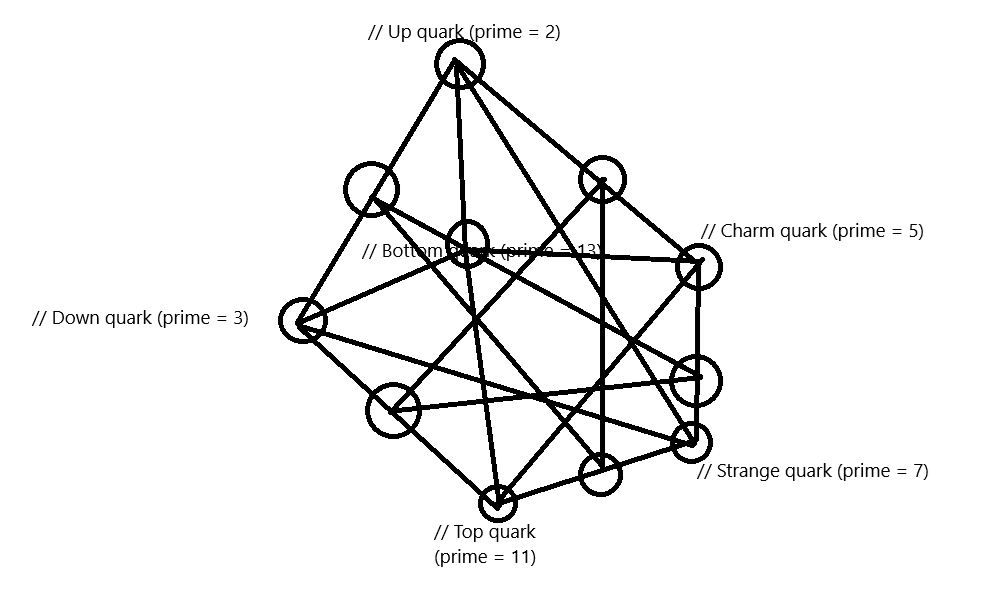 // Up quark (prime = 2)
// Charm quark (prime = 5)
// Bottom quark (prime = 13)
// Down quark (prime = 3)
// Strange quark (prime = 7)
// Top quark
(prime = 11)